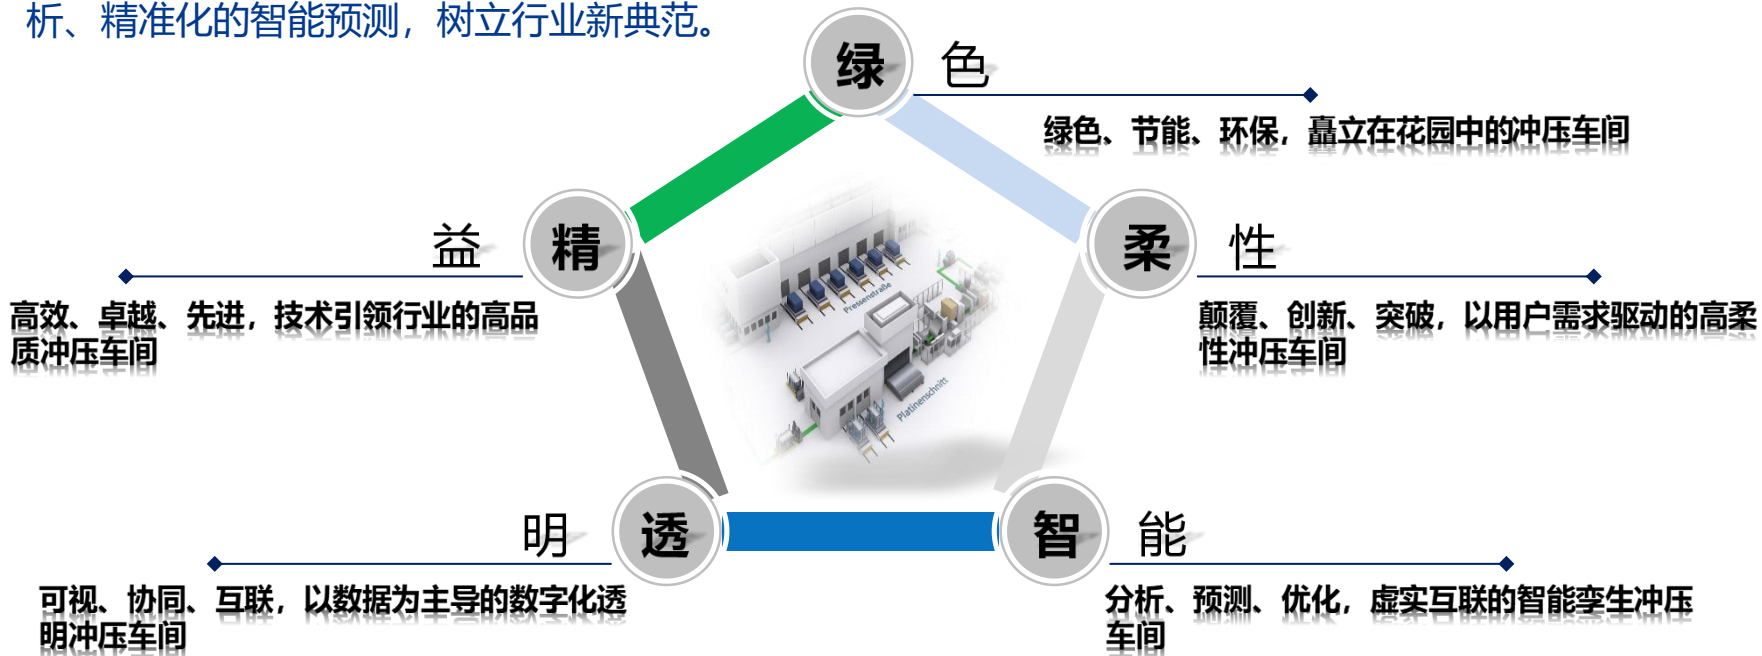 析、精准化的智能预测，树立行业新典范。
绿 色
绿色、节能、环保，矗立在花园中的冲压车间
益 精
高效、卓越、先进，技术引领行业的高品
质冲压车间
柔 性
颠覆、创新、突破，以用户需求驱动的高柔
性冲压车间
Pressenstraße
Platinenschnitt
明 透
可视、协同、互联，以数据为主导的数字化透
明冲压车间
智 能
分析、预测、优化，虚实互联的智能孪生冲压
车间